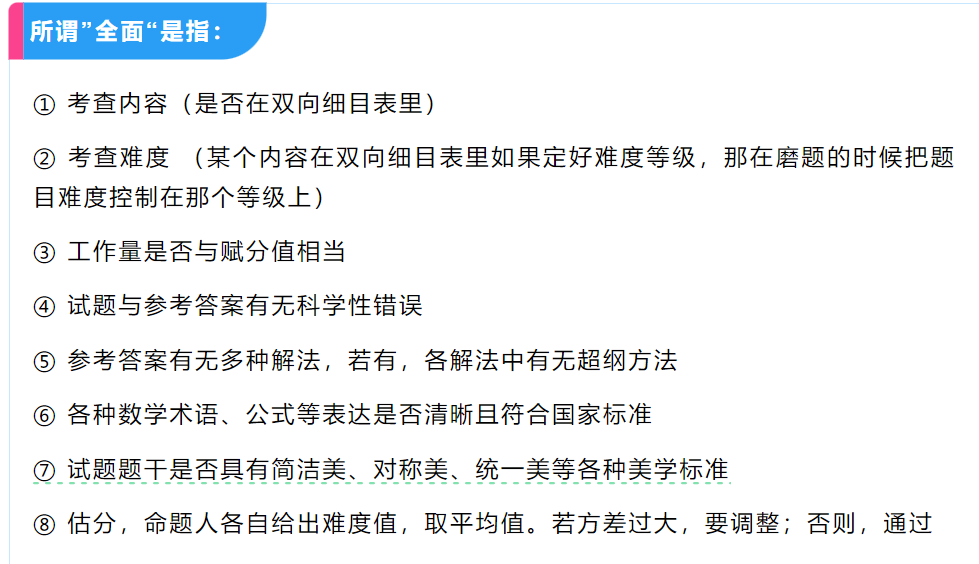 所谓”全面“是指：
① 考查内容（是否在双向细目表里）
② 考查难度 （某个内容在双向细目表里如果定好难度等级，那在磨题的时候把题
目难度控制在那个等级上）
③ 工作量是否与赋分值相当
④ 试题与参考答案有无科学性错误
⑤ 参考答案有无多种解法，若有，各解法中有无超纲方法
⑥ 各种数学术语、公式等表达是否清晰且符合国家标准
⑦ 试题题干是否具有简洁美、对称美、统一美等各种美学标准
⑧ 估分，命题人各自给出难度值，取平均值。若方差过大，要调整；否则，通过